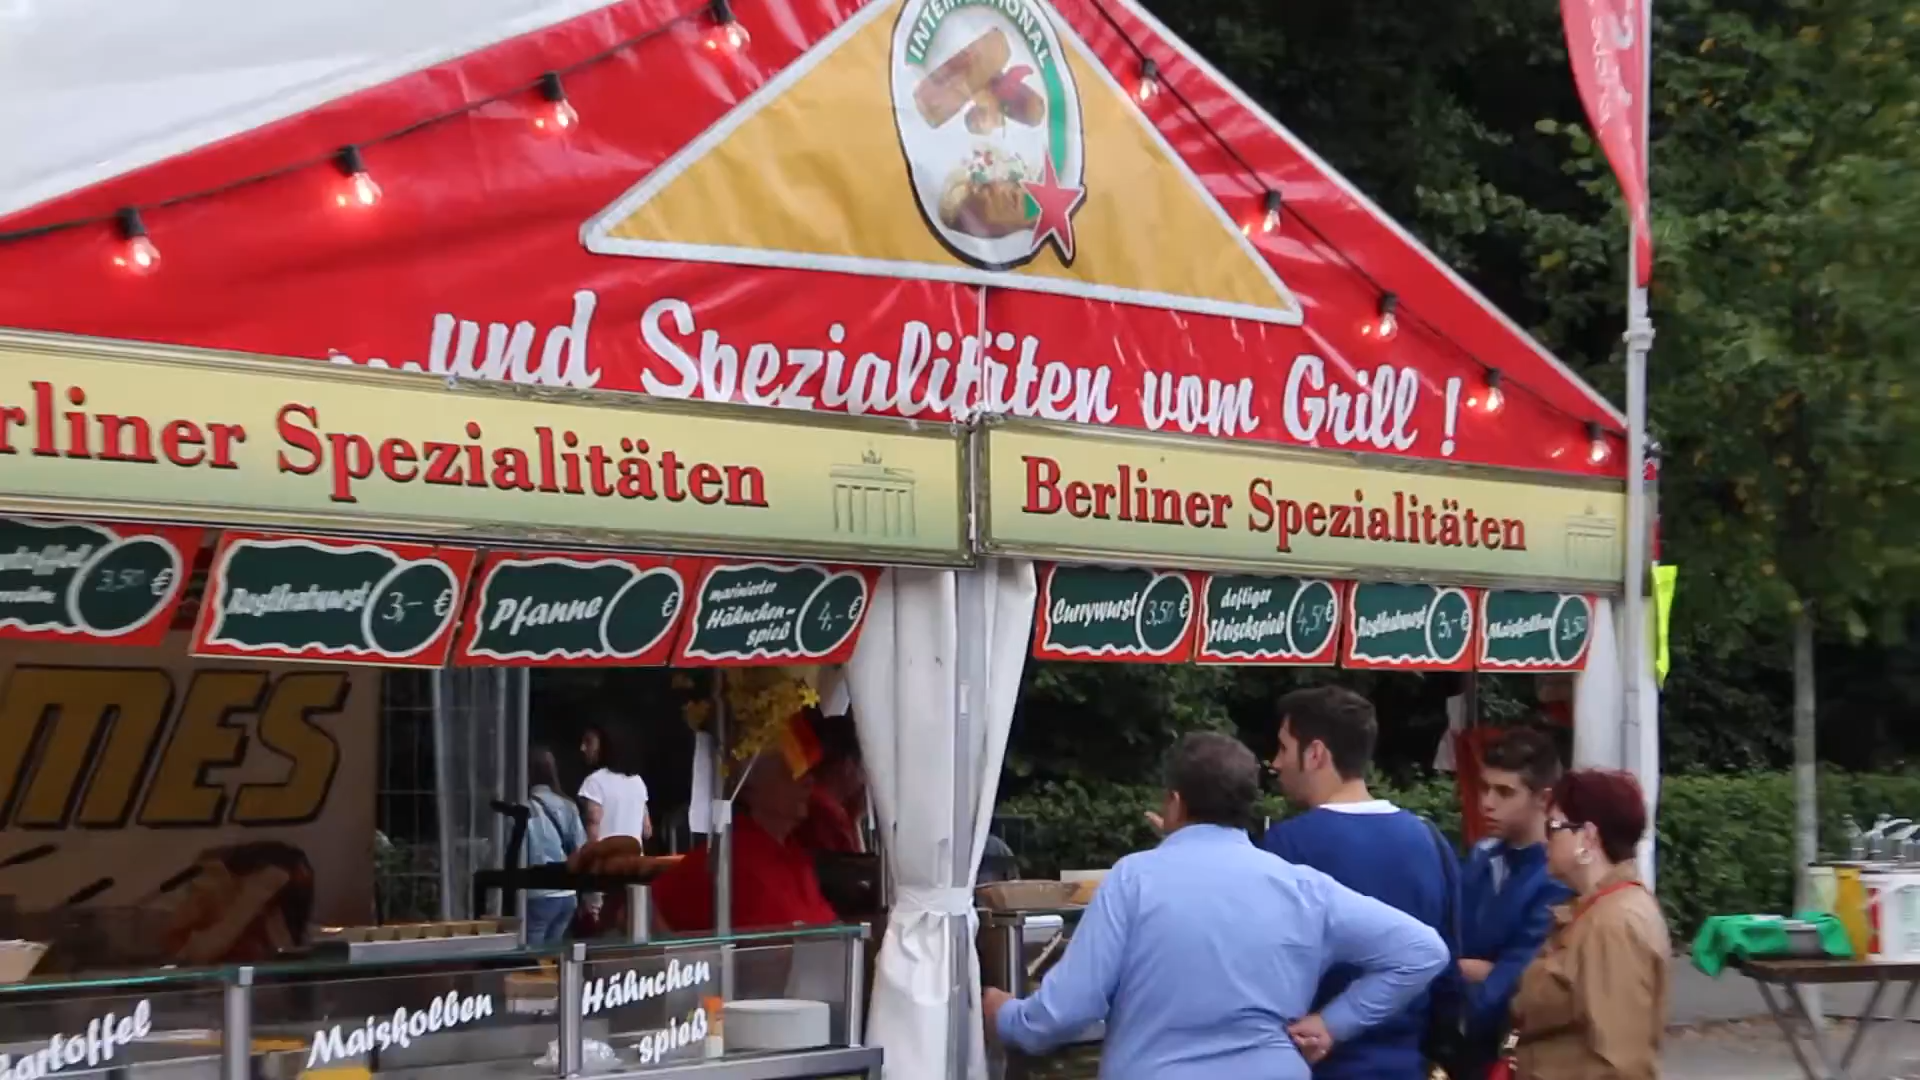 INTERNATIONAL
...und Spezialitäten vom Grill !
rliner Spezialitäten
Berliner Spezialitäten
3,50 €
Rostbratwurst 3,- €
Pfanne €
marinierter
Hähnchen-
spieß
4,- €
Currywurst 3,50 €
deftiger
Fleischspieß
4,50 €
Rostbratwurst 3,- €
Maiskolben 3,50
MES
artoffel
Maiskolben
Hähnchen
spieß